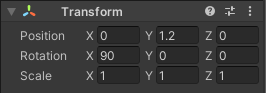 Transform
Position X 0 Y 1.2 Z 0
Rotation X 90 Y 0 Z 0
Scale X 1 Y 1 Z 1